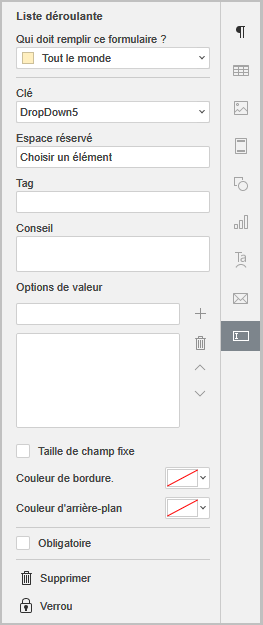 Liste déroulante
Qui doit remplir ce formulaire ?
Tout le monde
Clé
DropDown5
Espace réservé
Choisir un élément
Tag
Conseil
Options de valeur
Taille de champ fixe
Couleur de bordure.
Couleur d'arrière-plan
Obligatoire
Supprimer
Verrou